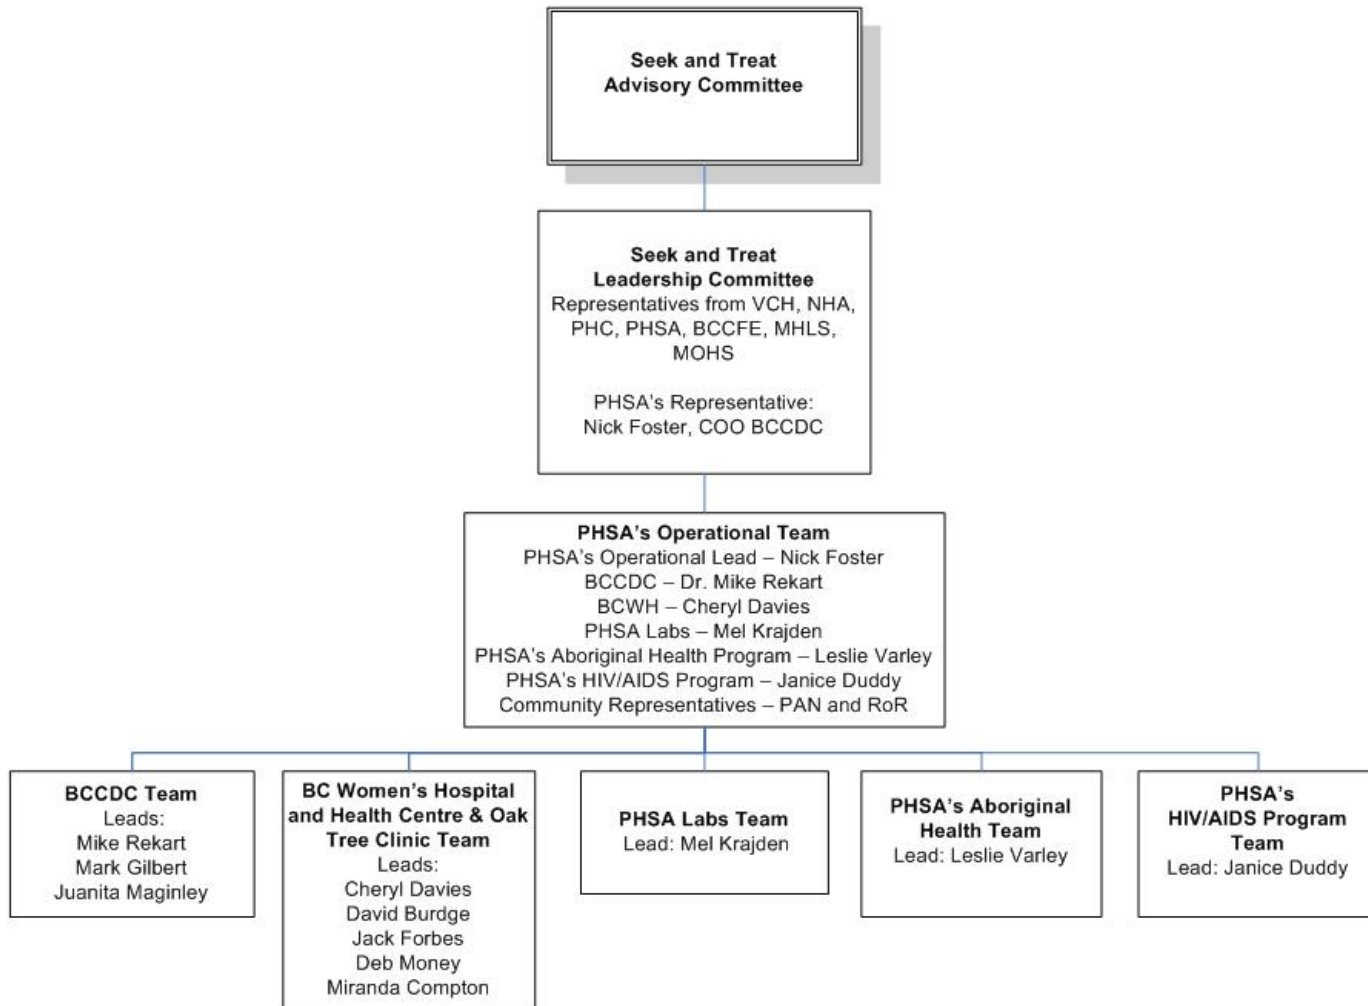 Seek and Treat
Advisory Committee
Seek and Treat
Leadership Committee
Representatives from VCH, NHA,
PHC, PHSA, BCCFE, MHLS,
MOHS
PHSA's Representative:
Nick Foster, COO BCCDC
PHSA's Operational Team
PHSA's Operational Lead – Nick Foster
BCCDC – Dr. Mike Rekart
BCWH – Cheryl Davies
PHSA Labs – Mel Krajden
PHSA's Aboriginal Health Program – Leslie Varley
PHSA's HIV/AIDS Program – Janice Duddy
Community Representatives – PAN and RoR
BCCDC Team
Leads:
Mike Rekart
Mark Gilbert
Juanita Maginley
BC Women's Hospital
and Health Centre & Oak
Tree Clinic Team
Leads:
Cheryl Davies
David Burdge
Jack Forbes
Deb Money
Miranda Compton
PHSA Labs Team
Lead: Mel Krajden
PHSA's Aboriginal
Health Team
Lead: Leslie Varley
PHSA's
HIV/AIDS Program
Team
Lead: Janice Duddy